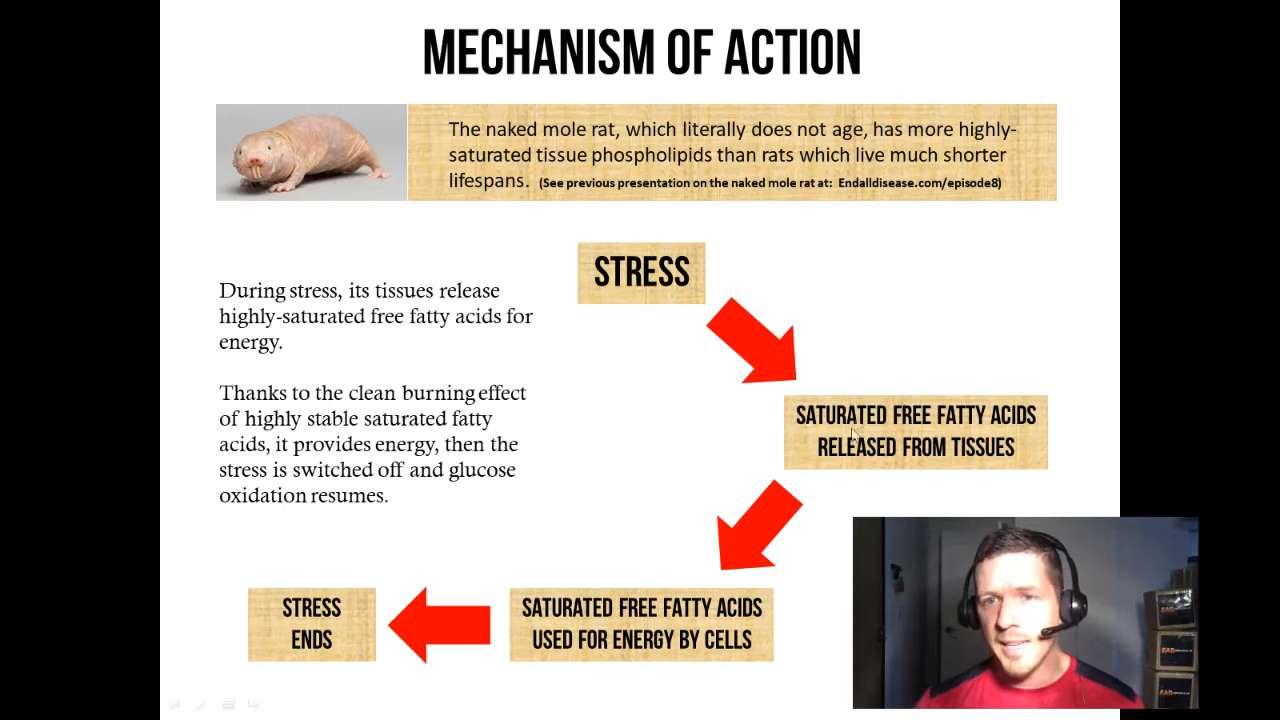 MECHANISM OF ACTION
The naked mole rat, which literally does not age, has more highly-
saturated tissue phospholipids than rats which live much shorter
lifespans. (See previous presentation on the naked mole rat at: Endalldisease.com/episode8)
STRESS
During stress, its tissues release
highly-saturated free fatty acids for
energy.
Thanks to the clean burning effect
of highly stable saturated fatty
acids, it provides energy, then the
stress is switched off and glucose
oxidation resumes.
SATURATED FREE FATTY ACIDS
RELEASED FROM TISSUES
SATURATED FREE FATTY ACIDS
USED FOR ENERGY BY CELLS
STRESS
ENDS
EAD
EAD
EAD